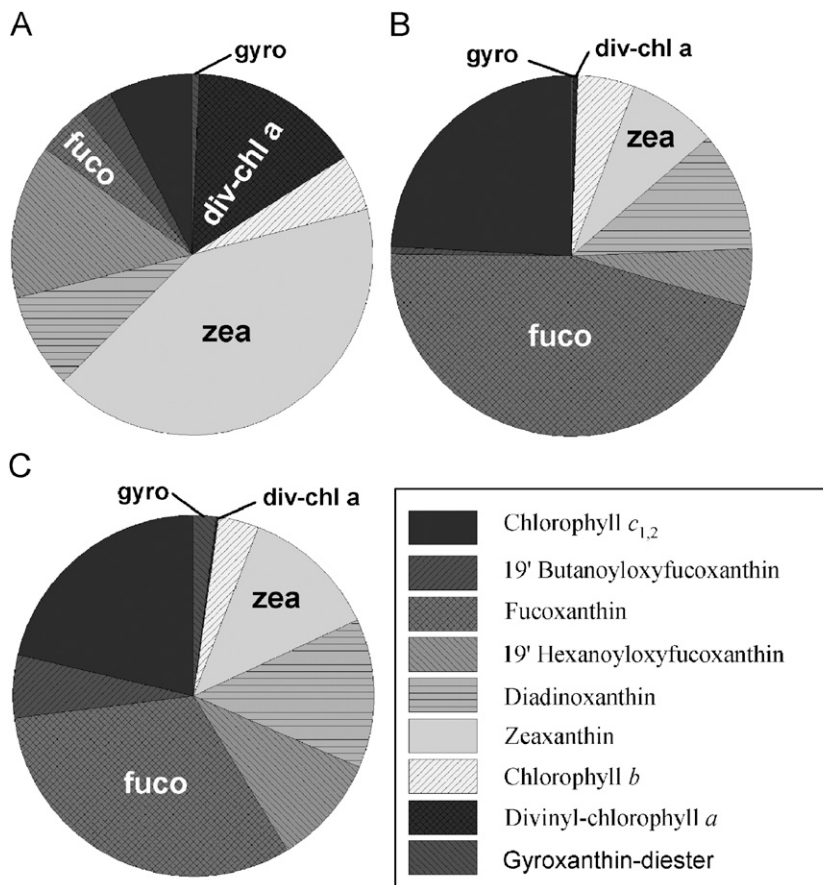 A
gyro
fuco
div-chl a
zea
B
gyro
div-chl a
zea
fuco
C
gyro
div-chl a
zea
fuco
Chlorophyll c1,2
19' Butanoyloxyfucoxanthin
Fucoxanthin
19' Hexanoyloxyfucoxanthin
Diadinoxanthin
Zeaxanthin
Chlorophyll b
Divinyl-chlorophyll a
Gyroxanthin-diester